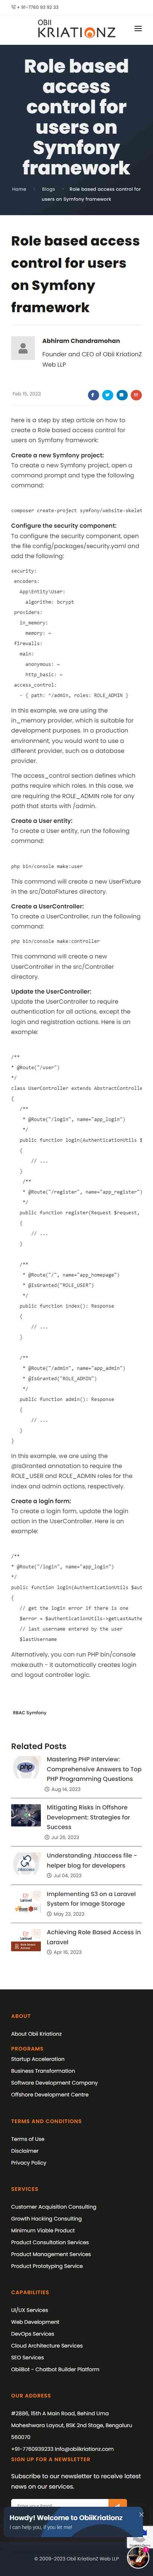 + 91-7760 93 92 33
OBII
KRIATIONZ
Role based
access
control for
users on
Symfony
framework
Home
Blogs
Role based access control for
users on Symfony framework
Role based access
control for users
on Symfony
framework
Abhiram Chandramohan
Founder and CEO of Obii KriationZ
Web LLP
Feb 15, 2023
here is a step by step article on how to
create a Role based access control for
users on Symfony framework:
Create a new Symfony project:
To create a new Symfony project, open a
command prompt and type the following
command:
composer create-project symfony/website-skelet
Configure the security component:
To configure the security component, open
the file config/packages/security.yaml and
add the following:
security:
encoders:
App\Entity\User:
algorithm: bcrypt
providers:
in_memory:
memory: ~
firewalls:
main:
anonymous: ~
http_basic: ~
access_control:
- { path: ^/admin, roles: ROLE_ADMIN }
In this example, we are using the
in_memory provider, which is suitable for
development purposes. In a production
environment, you would want to use a
different provider, such as a database
provider.
The access_control section defines which
paths require which roles. In this case, we
are requiring the ROLE_ADMIN role for any
path that starts with /admin.
Create a User entity:
To create a User entity, run the following
command:
php bin/console make:user
This command will create a new UserFixture
in the src/DataFixtures directory.
Create a UserController:
To create a UserController, run the following
command:
php bin/console make:controller
This command will create a new
UserController in the src/Controller
directory.
Update the UserController:
Update the UserController to require
authentication for all actions, except the
login and registration actions. Here is an
example:
/**
* @Route("/user")
*/
class UserController extends AbstractControlle
{
/**
* @Route("/login", name="app_login")
*/
public function login(AuthenticationUtils $
{
// ...
}
/**
* @Route("/register", name="app_register")
*/
public function register(Request $request,
{
// ...
}
/**
* @Route("/", name="app_homepage")
* @IsGranted("ROLE_USER")
*/
public function index(): Response
{
// ...
}
/**
* @Route("/admin", name="app_admin")
* @IsGranted("ROLE_ADMIN")
*/
public function admin(): Response
{
// ...
}
}
In this example, we are using the
@IsGranted annotation to require the
ROLE_USER and ROLE_ADMIN roles for the
index and admin actions, respectively.
Create a login form:
To create a login form, update the login
action in the UserController. Here is an
example:
/**
* @Route("/login", name="app_login")
*/
public function login(AuthenticationUtils $aut
{
// get the login error if there is one
$error = $authenticationUtils->getLastAuthe
// last username entered by the user
$lastUsername
Alternatively, you can run PHP bin/console
make:auth - it automatically creates login
and logout controller logic.
RBAC Symfony
Related Posts
Mastering PHP Interview:
Comprehensive Answers to Top
PHP Programming Questions
Aug 14, 2023
Mitigating Risks in Offshore
Development: Strategies for
Success
Jul 26, 2023
Understanding .htaccess file -
helper blog for developers
Jul 04, 2023
Implementing S3 on a Laravel
System for Image Storage
May 23, 2023
Achieving Role Based Access in
Laravel
Apr 16, 2023
ABOUT
About Obii Kriationz
PROGRAMS
Startup Acceleration
Business Transformation
Software Development Company
Offshore Development Centre
TERMS AND CONDITIONS
Terms of Use
Disclaimer
Privacy Policy
SERVICES
Customer Acquisition Consulting
Growth Hacking Consulting
Minimum Viable Product
Product Consultation Services
Product Management Services
Product Prototyping Service
CAPABILITIES
UI/UX Services
Web Development
DevOps Services
Cloud Architecture Services
SEO Services
ObiiBot - Chatbot Builder Platform
OUR ADDRESS
#2886, 15th A Main Road, Behind Uma
Maheshwara Layout, BSK 2nd Stage, Bengaluru
560070
+91-7760939233 info@obiikriationz.com
SIGN UP FOR A NEWSLETTER
Subscribe to our newsletter to receive latest
news on our services.
Howdy! Welcome to ObiiKriationz
I can help you, if you let me!
© 2009-2023 Obii KriationZ Web LLP